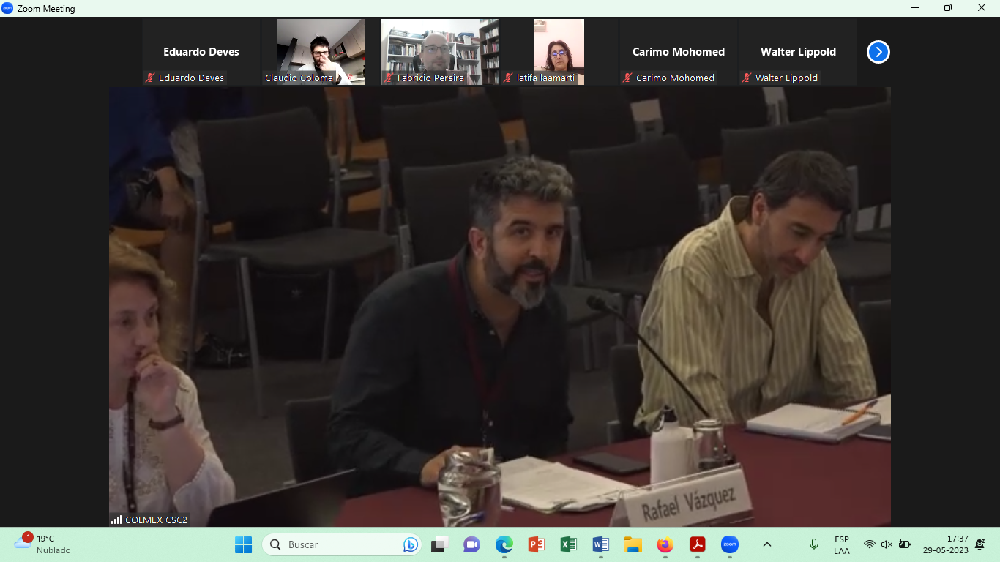 Zoom Meeting
Eduardo Deves
Carimo Mohomed
Walter Lippold
Eduardo Deves
Claudio Coloma
Fabricio Pereira
latifa laamarti
Carimo Mohomed
Walter Lippold
Rafael Vázquez
COLMEX CSC2
1
19°C
Nublado
Buscar
zoom
ESP
LAA
17:37
29-05-2023